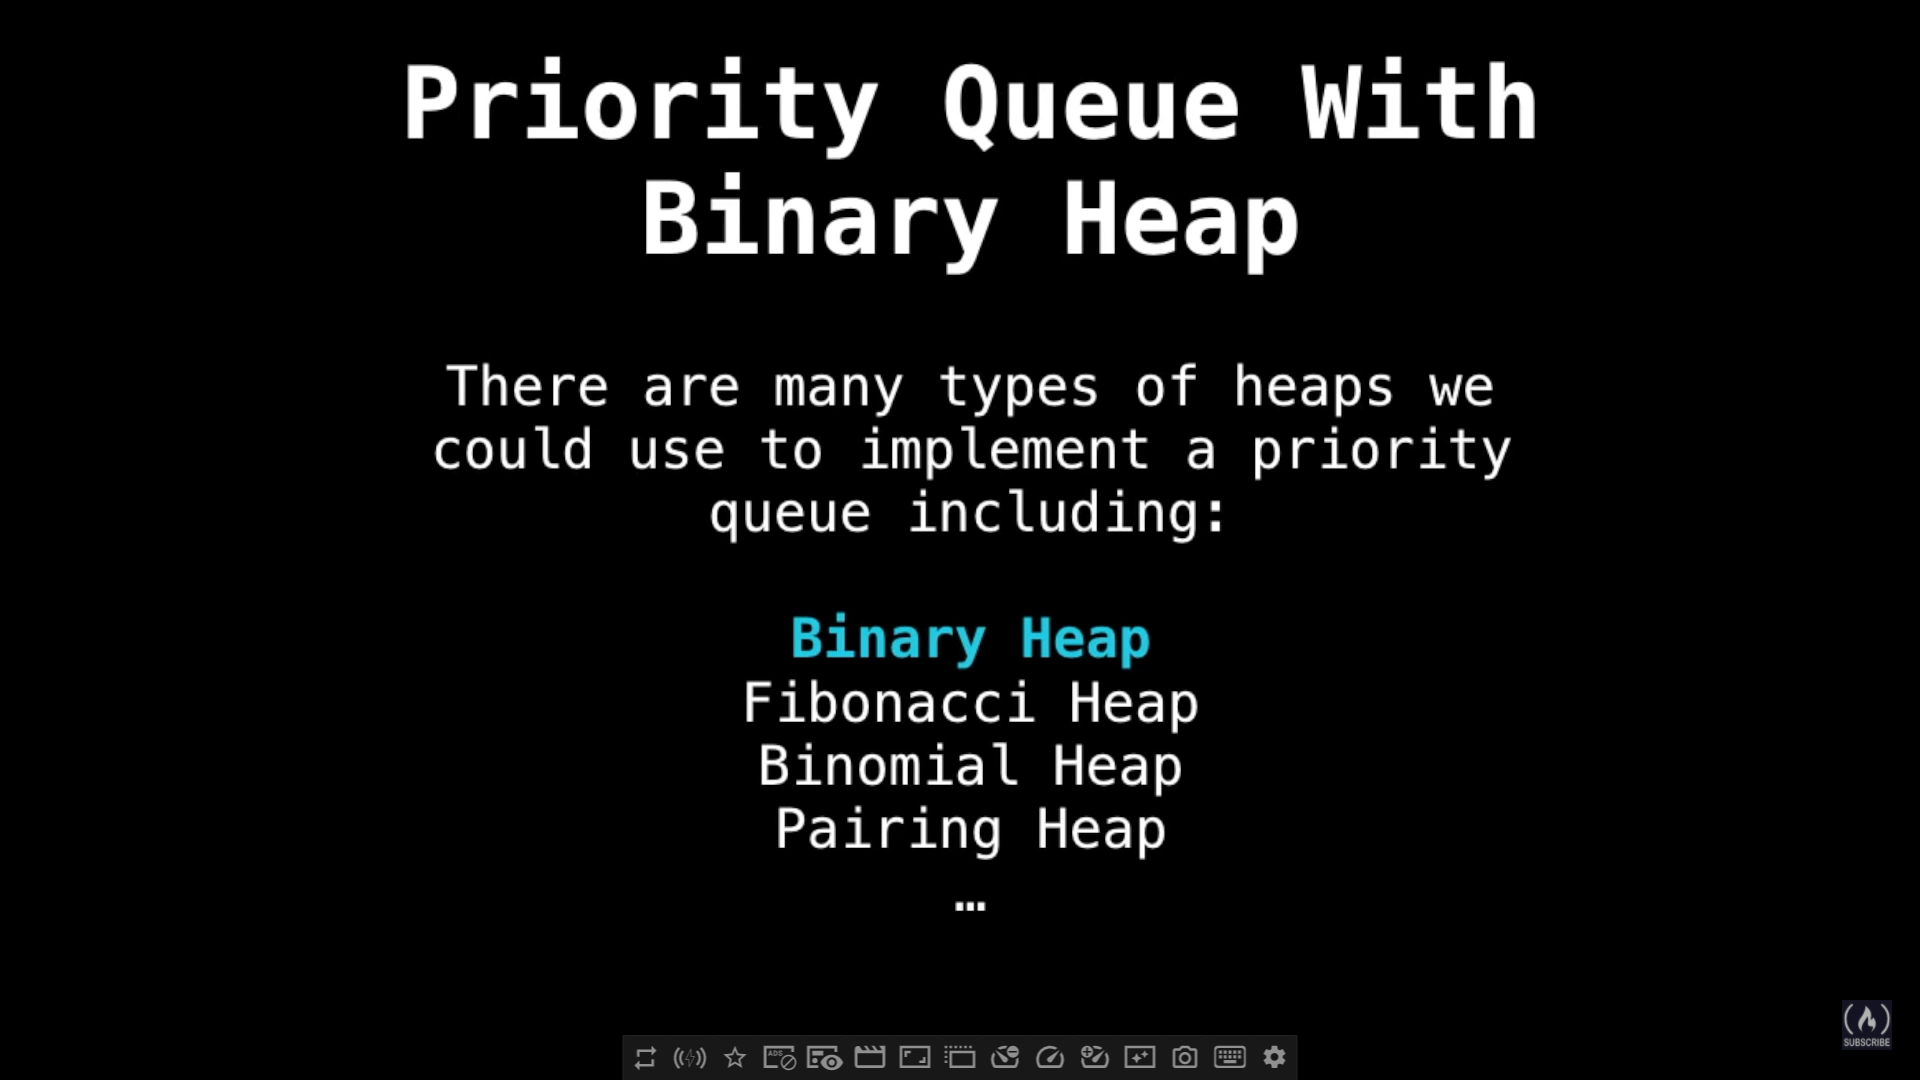 Priority Queue With
Binary Heap
There are many types of heaps we
could use to implement a priority
queue including:
Binary Heap
Fibonacci Heap
Binomial Heap
Pairing Heap
…
ADS
SUBSCRIBE